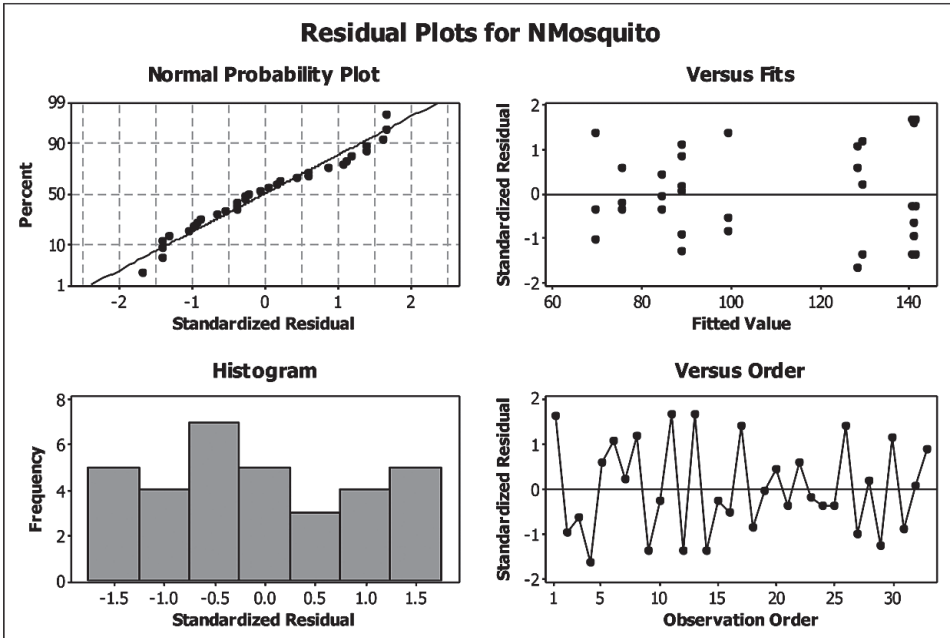 Residual Plots for NMosquito
Normal Probability Plot
Percent
99
90
50
10
1
-2 -1 0 1 2
Standardized Residual
Versus Fits
Standardized Residual
2
1
0
-1
-2
60 80 100 120 140
Fitted Value
Histogram
Frequency
8
6
4
2
0
-1.5 -1.0 -0.5 0.0 0.5 1.0 1.5
Standardized Residual
Versus Order
Standardized Residual
2
1
0
-1
-2
1 5 10 15 20 25 30
Observation Order